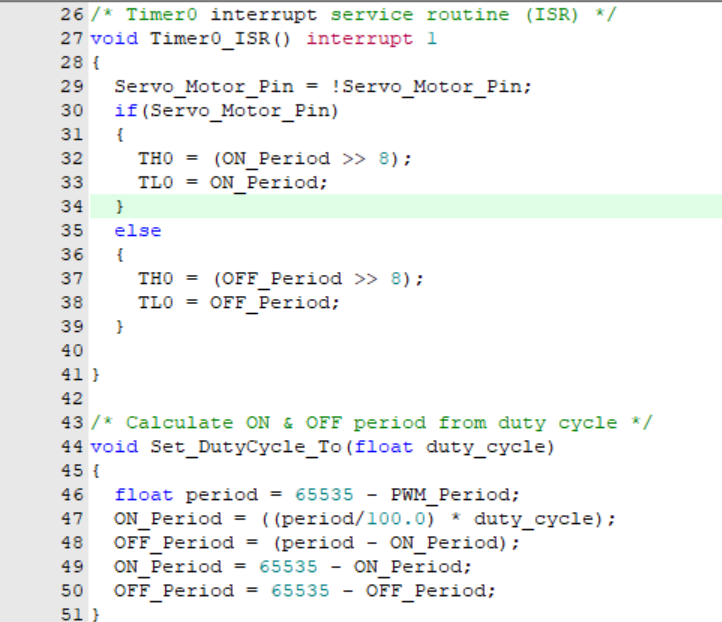 26 /* Timer0 interrupt service routine (ISR) */
27 void Timer0_ISR() interrupt 1
28 {
29   Servo_Motor_Pin = !Servo_Motor_Pin;
30   if(Servo_Motor_Pin)
31   {
32     TH0 = (ON_Period >> 8);
33     TL0 = ON_Period;
34   }
35   else
36   {
37     TH0 = (OFF_Period >> 8);
38     TL0 = OFF_Period;
39   }
40
41 }
42
43 /* Calculate ON & OFF period from duty cycle */
44 void Set_DutyCycle_To(float duty_cycle)
45 {
46   float period = 65535 - PWM_Period;
47   ON_Period = ((period/100.0) * duty_cycle);
48   OFF_Period = (period - ON_Period);
49   ON_Period = 65535 - ON_Period;
50   OFF_Period = 65535 - OFF_Period;
51 }